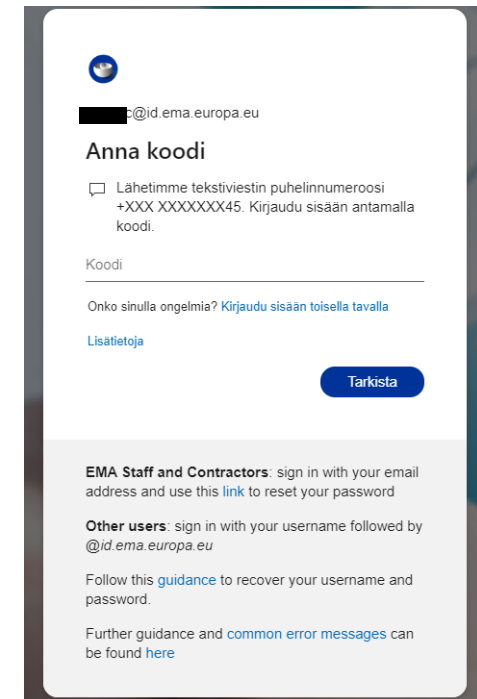 c@id.ema.europa.eu
Anna koodi
Lähetimme tekstiviestin puhelinnumeroosi
+XXX XXXXXXX45. Kirjaudu sisään antamalla
koodi.
Koodi
Onko sinulla ongelmia? Kirjaudu sisään toisella tavalla
Lisätietoja
Tarkista
EMA Staff and Contractors: sign in with your email
address and use this link to reset your password
Other users: sign in with your username followed by
@id.ema.europa.eu
Follow this guidance to recover your username and
password.
Further guidance and common error messages can
be found here